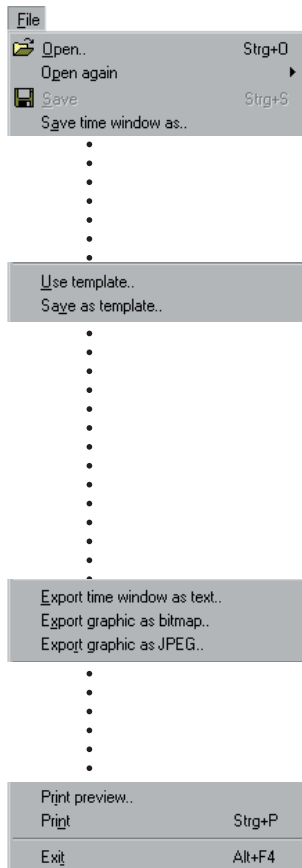 File
Open.. Strg+O
Open again
Save Strg+S
Save time window as..
Use template..
Save as template..
Export time window as text..
Export graphic as bitmap..
Export graphic as JPEG..
Print preview..
Print Strg+P
Exit Alt+F4